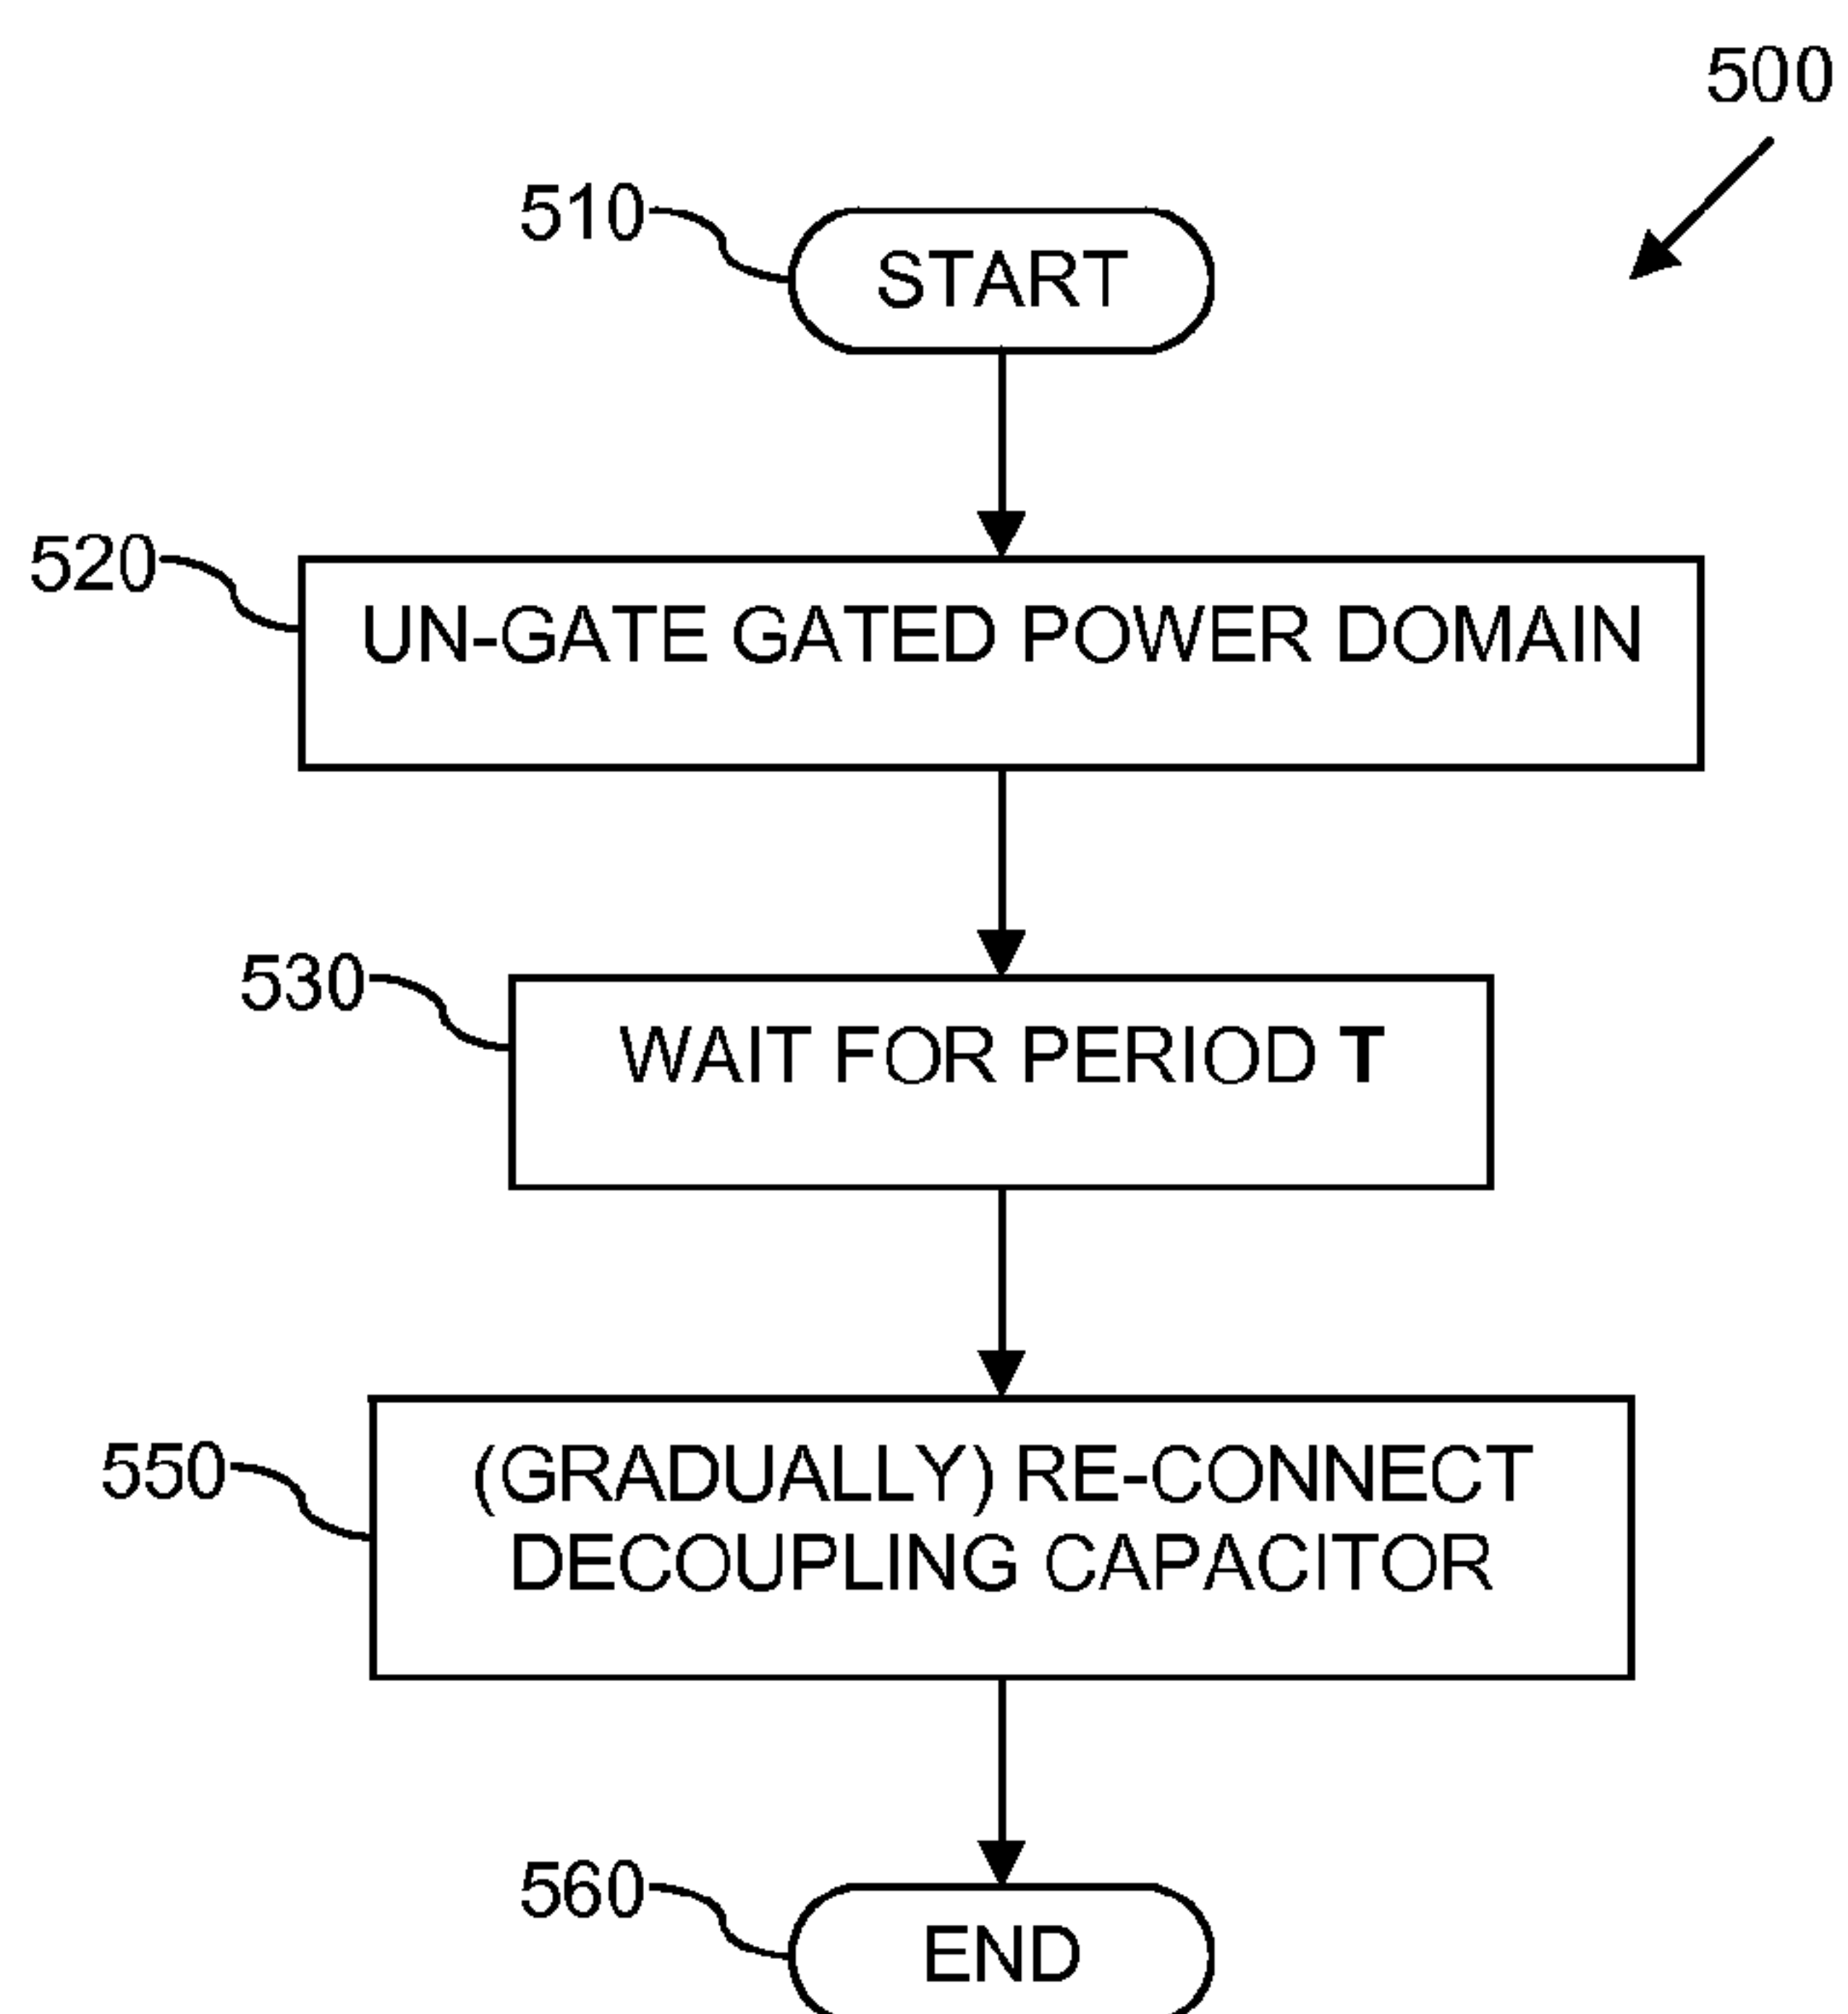 500
510
START
520
UN-GATE GATED POWER DOMAIN
530
WAIT FOR PERIOD T
550
(GRADUALLY) RE-CONNECT
DECOUPLING CAPACITOR
560
END